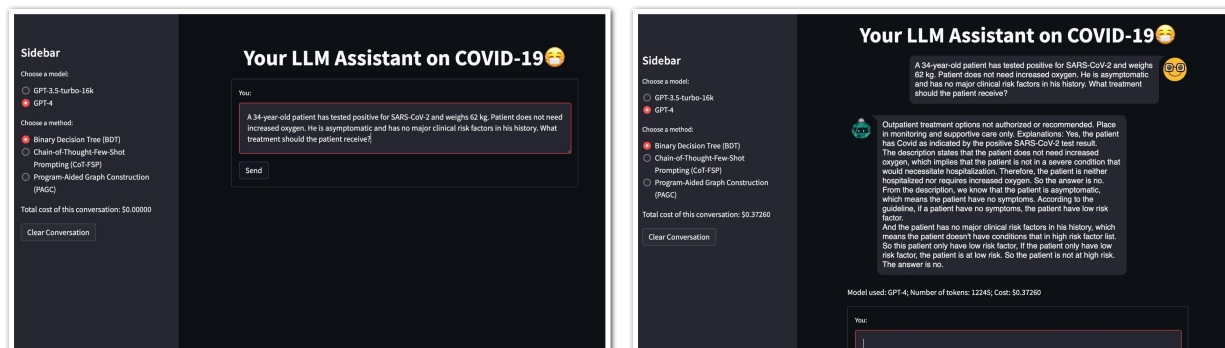 Sidebar
Choose a model:
GPT-3.5-turbo-16k
GPT-4
Choose a method:
Binary Decision Tree (BDT)
Chain-of-Thought-Few-Shot
Prompting (CoT-FSP)
Program-Aided Graph Construction
(PAGC)
Total cost of this conversation: $0.00000
Clear Conversation
Your LLM Assistant on COVID-19
You:
A 34-year-old patient has tested positive for SARS-CoV-2 and weighs 62 kg. Patient does not need
increased oxygen. He is asymptomatic and has no major clinical risk factors in his history. What
treatment should the patient receive?
Send
Sidebar
Choose a model:
GPT-3.5-turbo-16k
GPT-4
Choose a method:
Binary Decision Tree (BDT)
Chain-of-Thought-Few-Shot
Prompting (CoT-FSP)
Program-Aided Graph Construction
(PAGC)
Total cost of this conversation: $0.37260
Clear Conversation
Your LLM Assistant on COVID-19
A 34-year-old patient has tested positive for SARS-CoV-2 and weighs
62 kg. Patient does not need increased oxygen. He is asymptomatic
and has no major clinical risk factors in his history. What treatment
should the patient receive?
Outpatient treatment options not authorized or recommended. Place
in monitoring and supportive care only. Explanations: Yes, the patient
has Covid as indicated by the positive SARS-CoV-2 test result.
The description states that the patient does not need increased
oxygen, which implies that the patient is not in a severe condition that
would necessitate hospitalization. Therefore, the patient is neither
hospitalized nor requires increased oxygen. So the answer is no.
From the description, we know that the patient is asymptomatic,
which means the patient have no symptoms. According to the
guideline, if a patient have no symptoms, the patient have low risk
factor.
And the patient has no major clinical risk factors in his history, which
means the patient doesn't have conditions that in high risk factor list.
So this patient only have low risk factor, If the patient only have low
risk factor, the patient is at low risk. So the patient is not at high risk.
The answer is no.
Model used: GPT-4; Number of tokens: 12245; Cost: $0.37260
You: